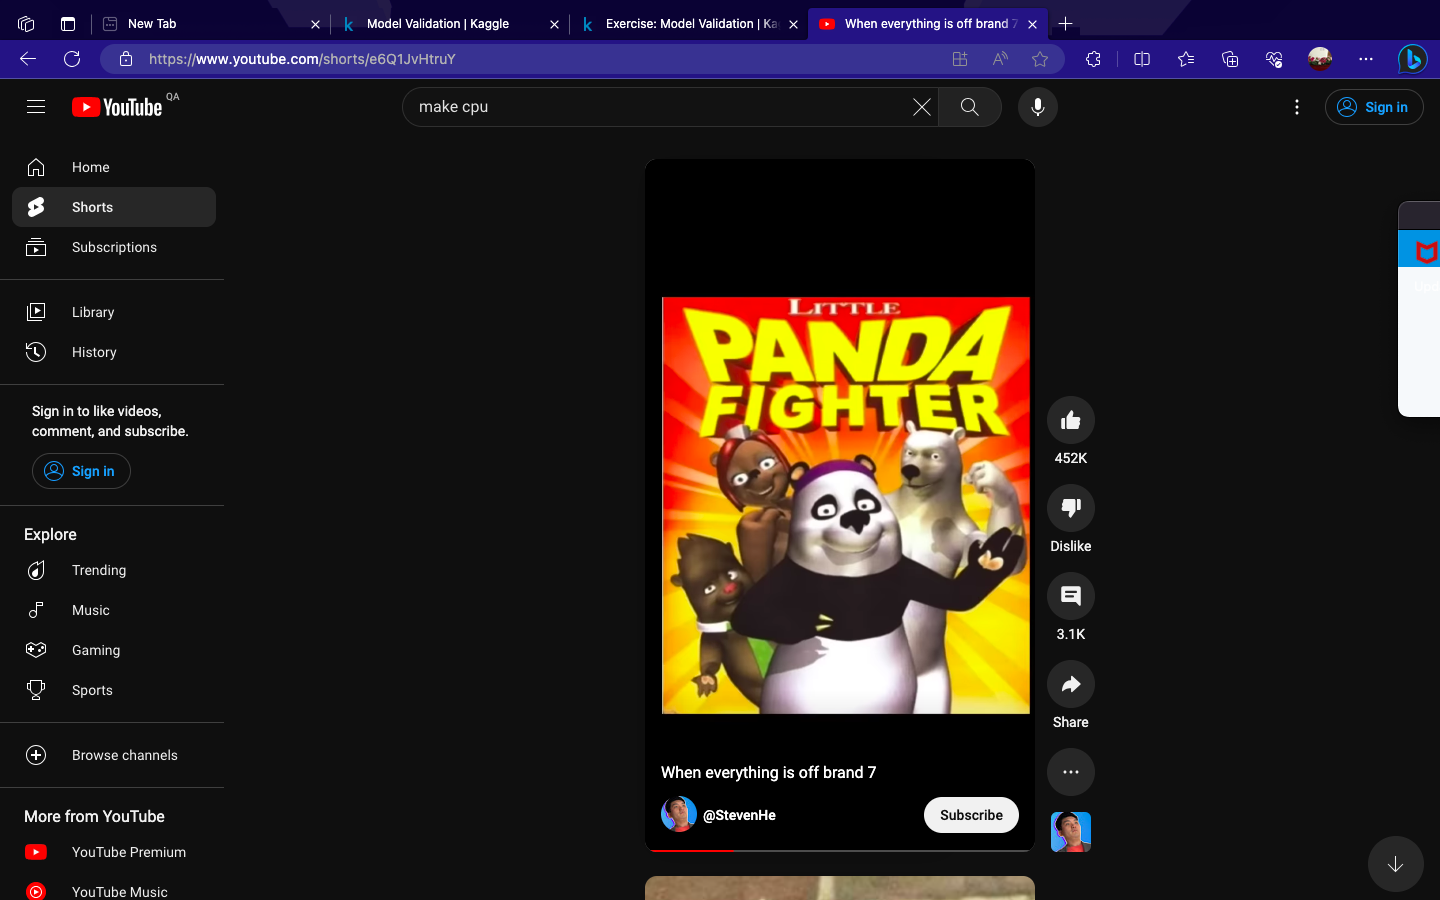 New Tab
Model Validation | Kaggle
Exercise: Model Validation | Ka
When everything is off brand 7
https://www.youtube.com/shorts/e6Q1JvHtruY
YouTube QA
make cpu
Sign in
Home
Shorts
Subscriptions
Library
History
Sign in to like videos,
comment, and subscribe.
Sign in
Explore
Trending
Music
Gaming
Sports
Browse channels
More from YouTube
YouTube Premium
YouTube Music
LITTLE
PANDA
FIGHTER
452K
Dislike
3.1K
Share
When everything is off brand 7
@StevenHe
Subscribe